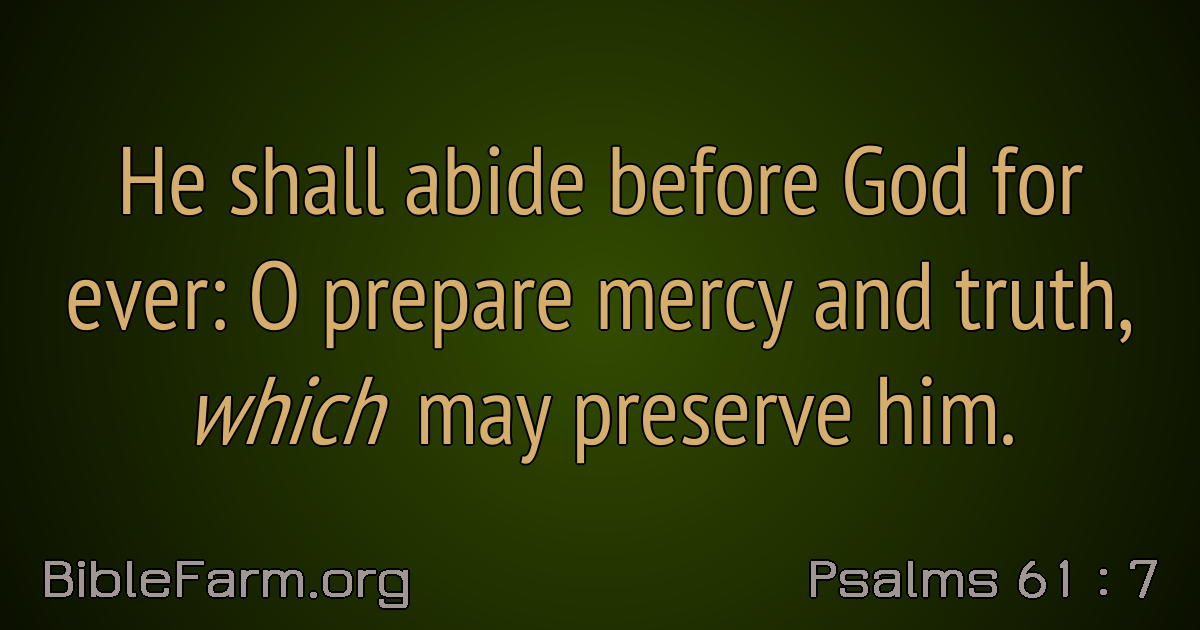 He shall abide before God for
ever: O prepare mercy and truth,
which may preserve him.
BibleFarm.org
Psalms 61 : 7